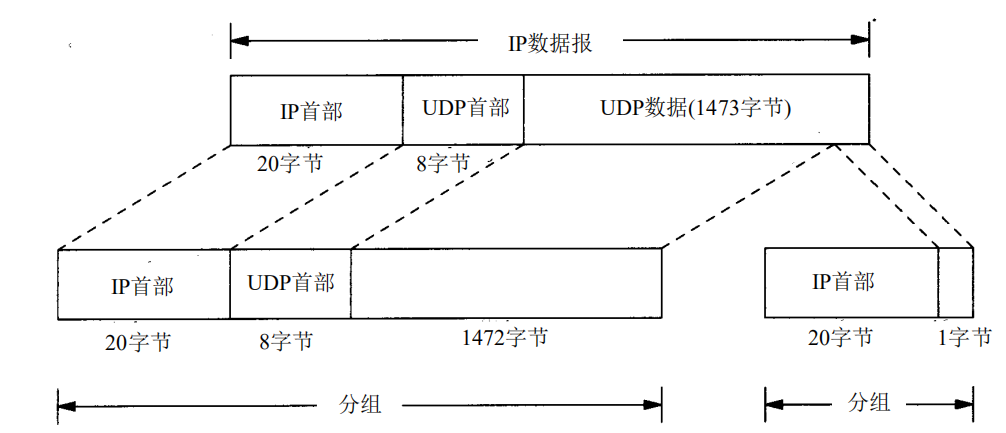 IP数据报
IP首部
UDP首部
UDP数据(1473字节)
20字节
8字节
IP首部
UDP首部
IP首部
20字节
8字节
1472字节
20字节
1字节
分组
分组